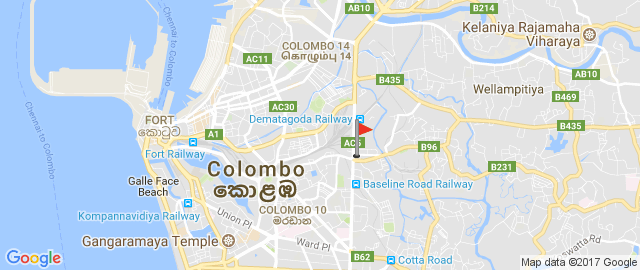 B214
AB10
Kelaniya Rajamaha
Viharaya
COLOMBO 14
கொழும்பு 14
AC11
B435
Wellampitiya
AB10
B469
Chennai to Colombo
Chennai to Colombo
AC30
Dematagoda Railway
FORT
කොටුව
A1
B435
Fort Railway
AC6
B96
B231
Colombo
කොළඹ
Galle Face
Beach
Baseline Road Railway
Kompannavidiya Railway
COLOMBO 10
මරදාන
Union Pl
Gangaramaya Temple
Ward Pl
B62
Cotta Road
Google
Map data ©2017 Google